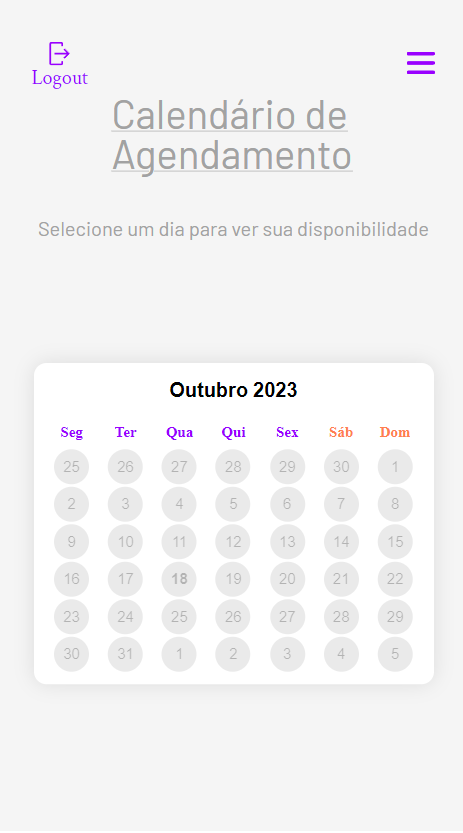 Logout
Calendário de
Agendamento
Selecione um dia para ver sua disponibilidade
Outubro 2023
Seg Ter Qua Qui Sex Sáb Dom
25 26 27 28 29 30 1
2 3 4 5 6 7 8
9 10 11 12 13 14 15
16 17 18 19 20 21 22
23 24 25 26 27 28 29
30 31 1 2 3 4 5